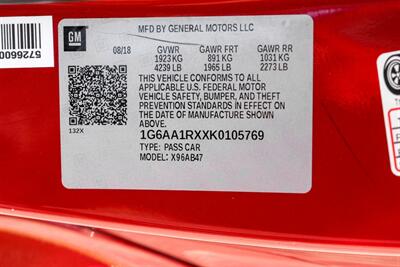 MFD BY GENERAL MOTORS LLC
GM
08/18 GVWR GAWR FRT GAWR RR
1923 KG 891 KG 1031 KG
4239 LB 1965 LB 2273 LB
THIS VEHICLE CONFORMS TO ALL
APPLICABLE U.S. FEDERAL MOTOR
VEHICLE SAFETY, BUMPER, AND THEFT
PREVENTION STANDARDS IN EFFECT ON
THE DATE OF MANUFACTURE SHOWN
ABOVE.
132X
1G6AA1RXXK0105769
TYPE: PASS CAR
MODEL: X96AB47
5726600